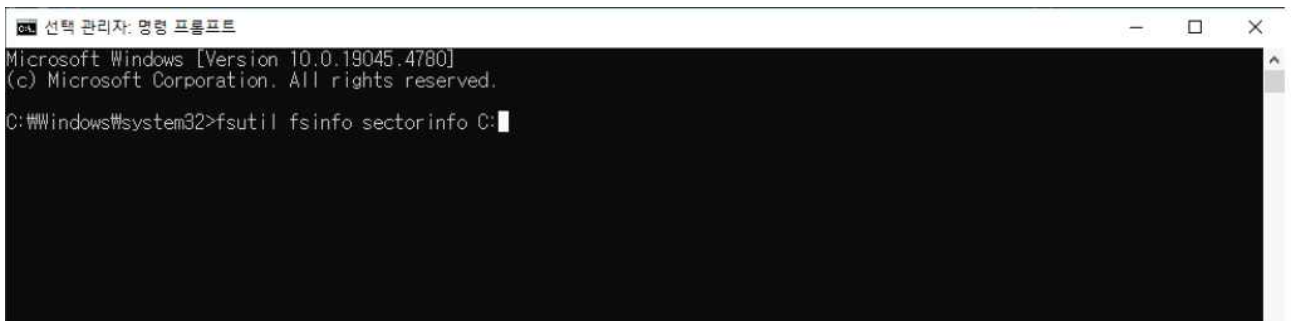 선택 관리자: 명령 프롬프트
Microsoft Windows [Version 10.0.19045.4780]
(c) Microsoft Corporation. All rights reserved.
C:₩Windows₩system32>fsutil fsinfo sectorinfo C: